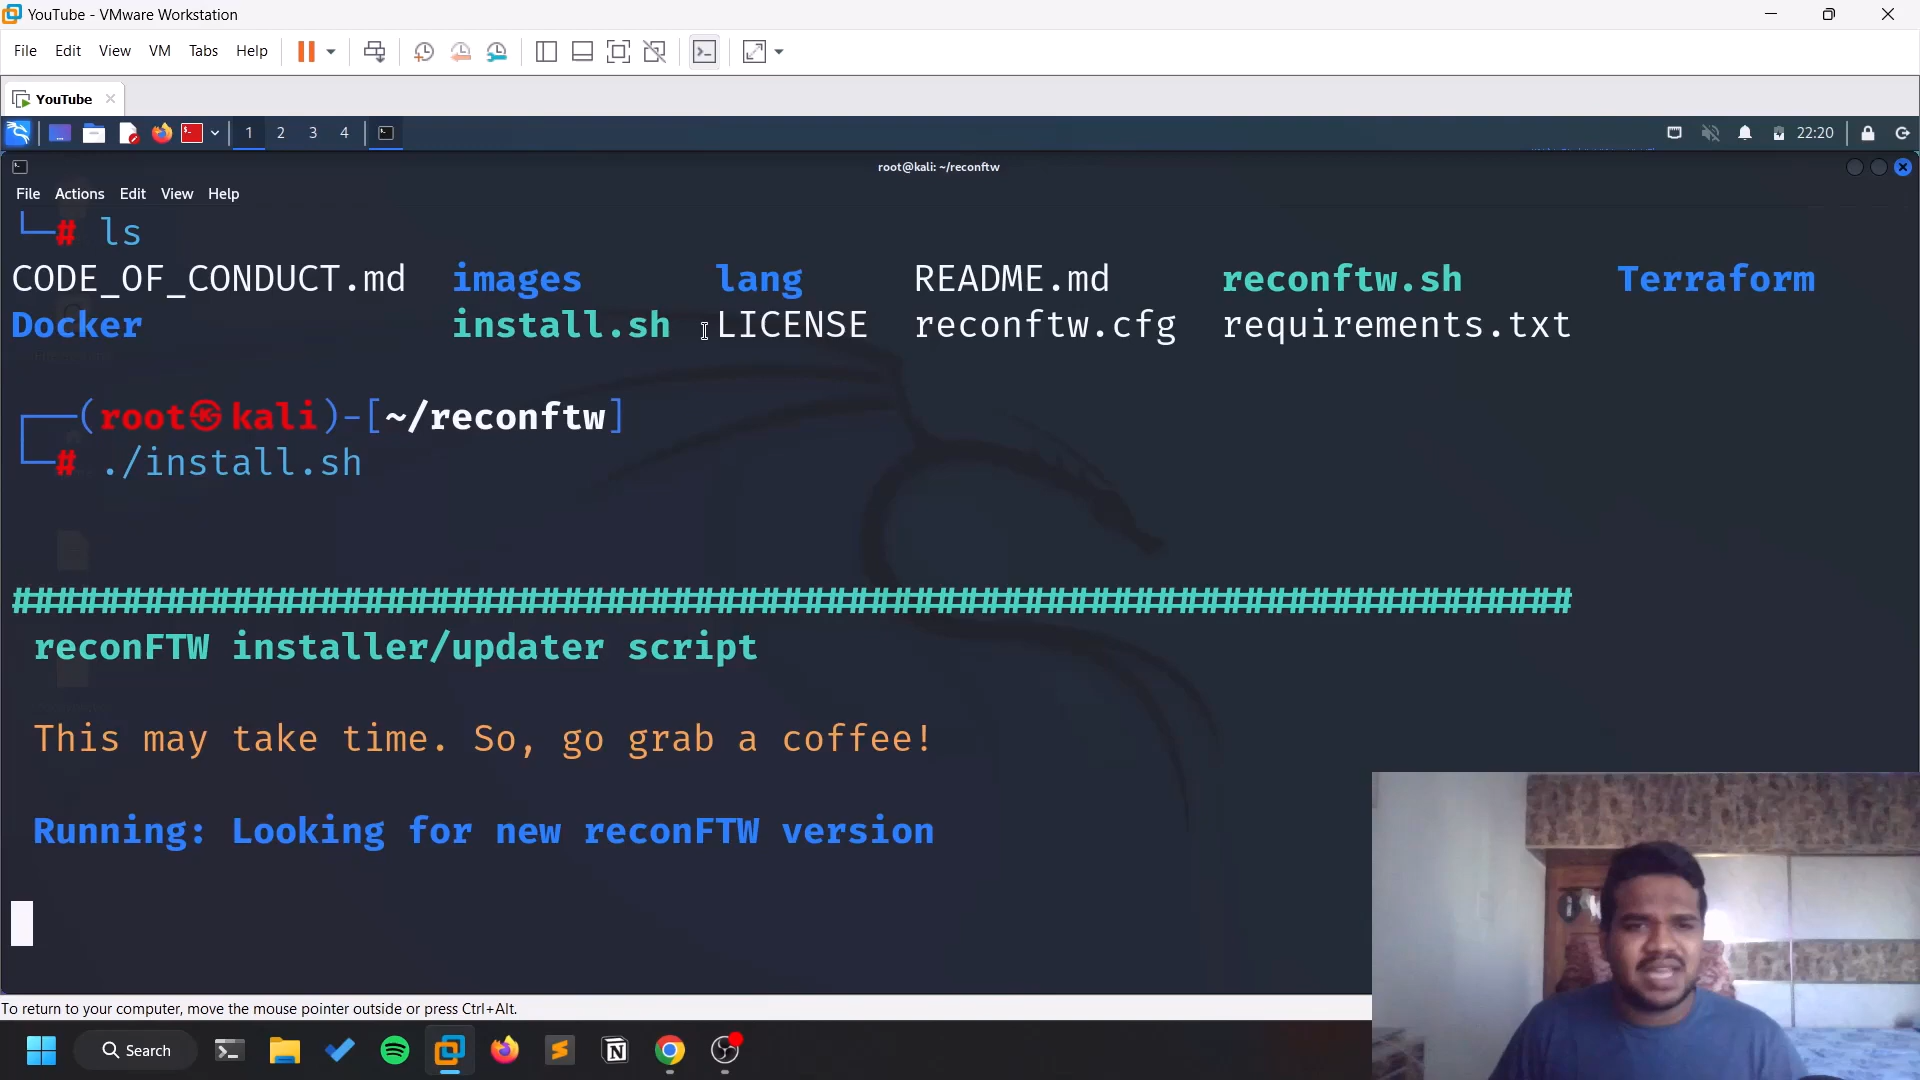 YouTube - VMware Workstation
File Edit View VM Tabs Help
YouTube
1 2 3 4 22:20
root@kali: ~/reconftw
File Actions Edit View Help
└─# ls
CODE_OF_CONDUCT.md images lang README.md reconftw.sh Terraform
Docker install.sh LICENSE reconftw.cfg requirements.txt
┌──(root㉿kali)-[~/reconftw]
└─# ./install.sh
#######################################################################
reconFTW installer/updater script
This may take time. So, go grab a coffee!
Running: Looking for new reconFTW version
To return to your computer, move the mouse pointer outside or press Ctrl+Alt.
Search